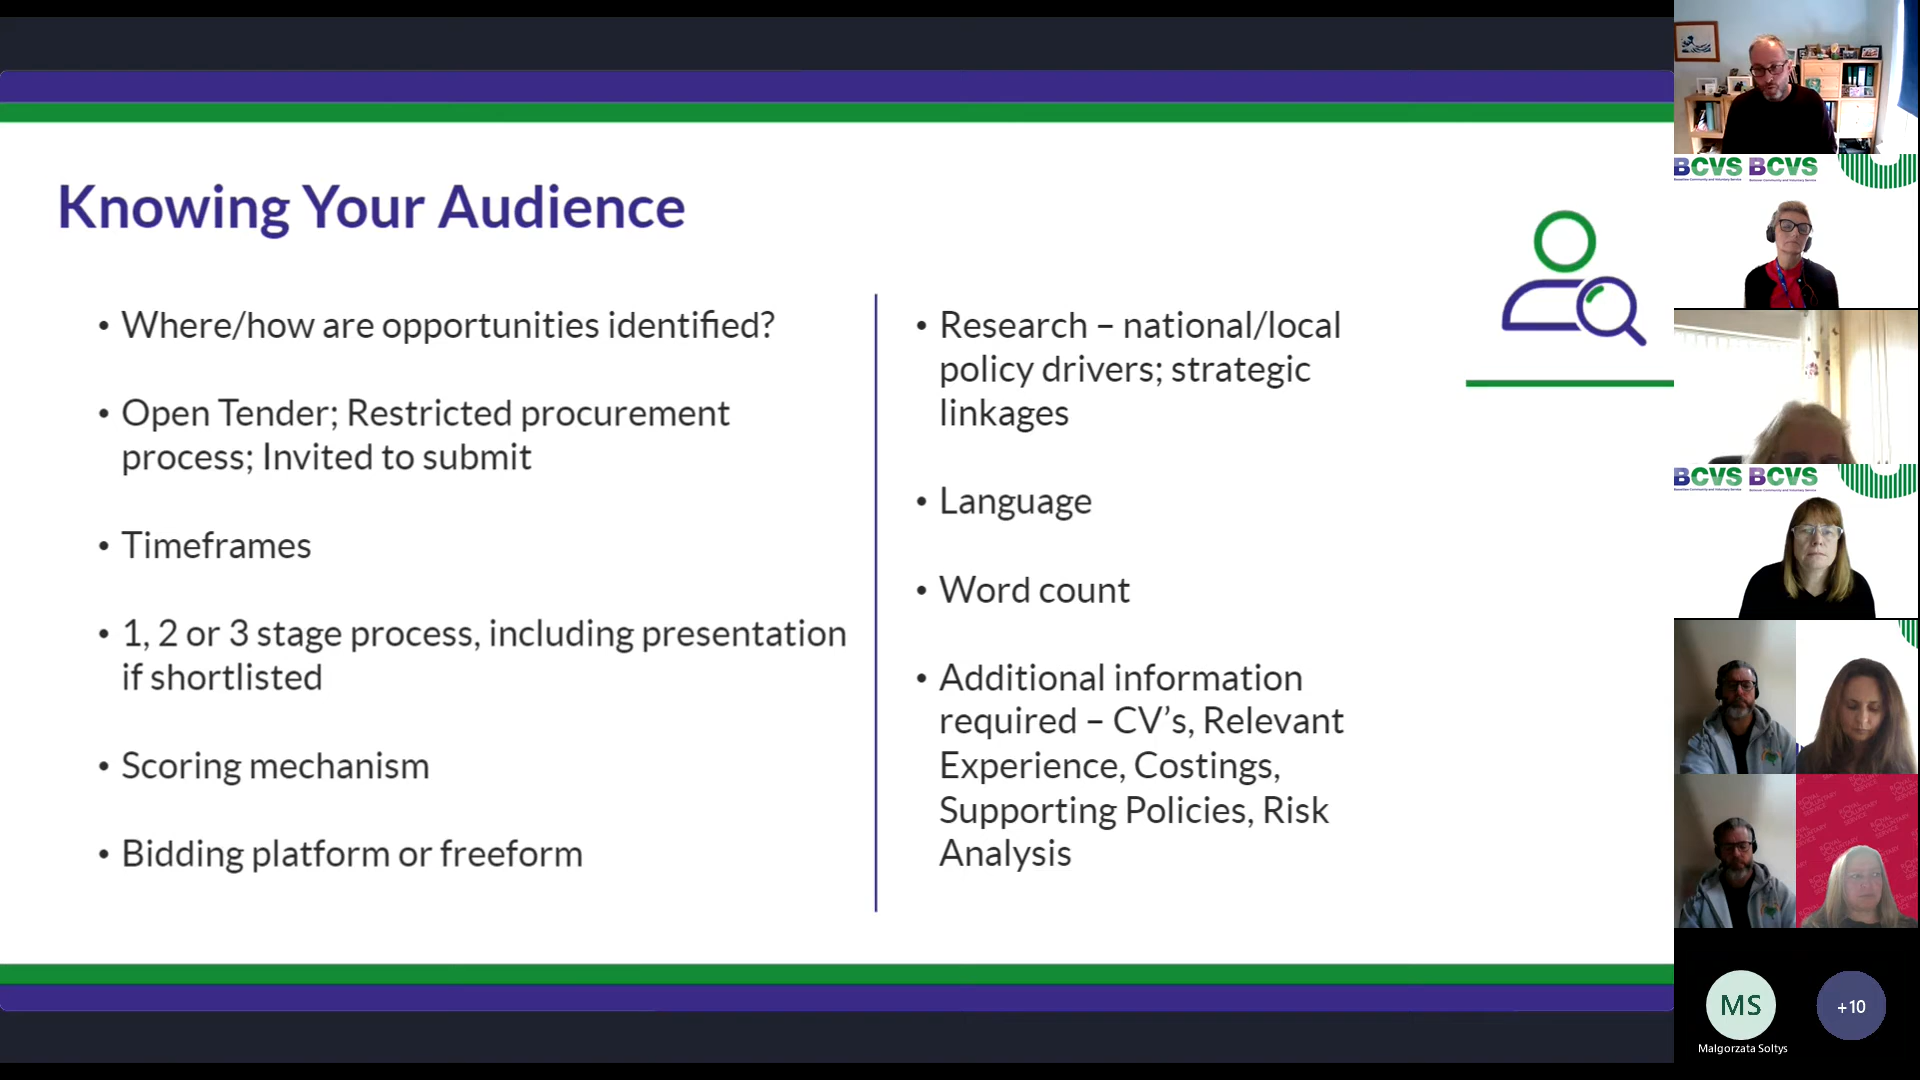 Knowing Your Audience
• Where/how are opportunities identified?
• Open Tender; Restricted procurement
process; Invited to submit
• Timeframes
• 1, 2 or 3 stage process, including presentation
if shortlisted
• Scoring mechanism
• Bidding platform or freeform
• Research – national/local
policy drivers; strategic
linkages
• Language
• Word count
• Additional information
required – CV’s, Relevant
Experience, Costings,
Supporting Policies, Risk
Analysis
BCVS BCVS
BCVS BCVS
ROYAL VOLUNTARY SERVICE
MS
+10
Malgorzata Soltys